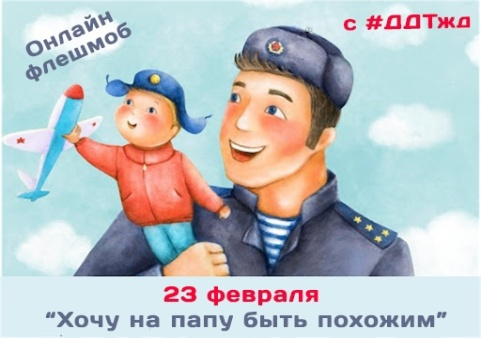 Онлайн
флешмоб
с #ДДТжд
23 февраля
“Хочу на папу быть похожим”